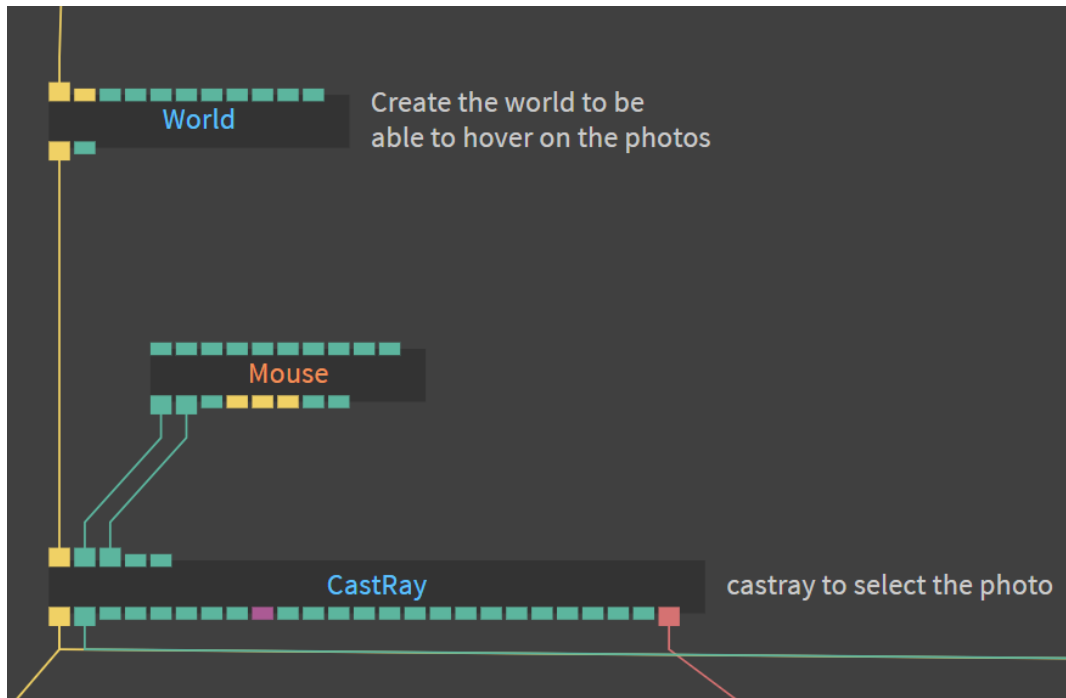 World
Create the world to be
able to hover on the photos
Mouse
CastRay
castray to select the photo